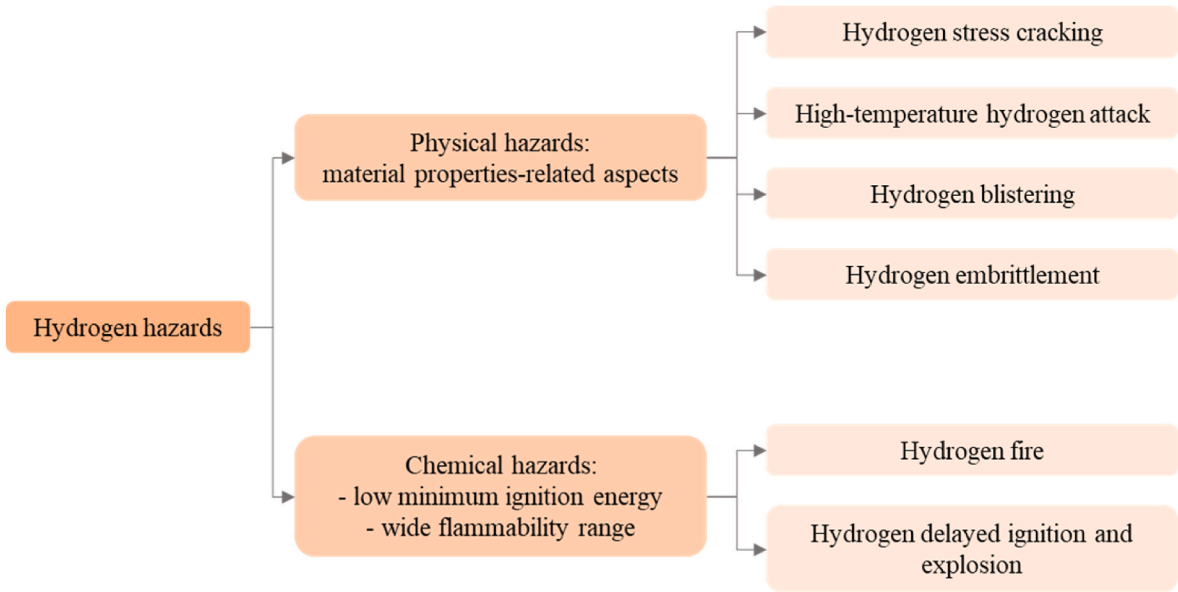 Hydrogen hazards
Physical hazards:
material properties-related aspects
Hydrogen stress cracking
High-temperature hydrogen attack
Hydrogen blistering
Hydrogen embrittlement
Chemical hazards:
- low minimum ignition energy
- wide flammability range
Hydrogen fire
Hydrogen delayed ignition and
explosion